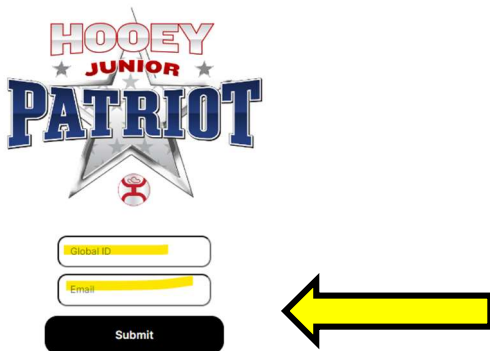 HOOEY
JUNIOR
PATRIOT
Global ID
Email
Submit